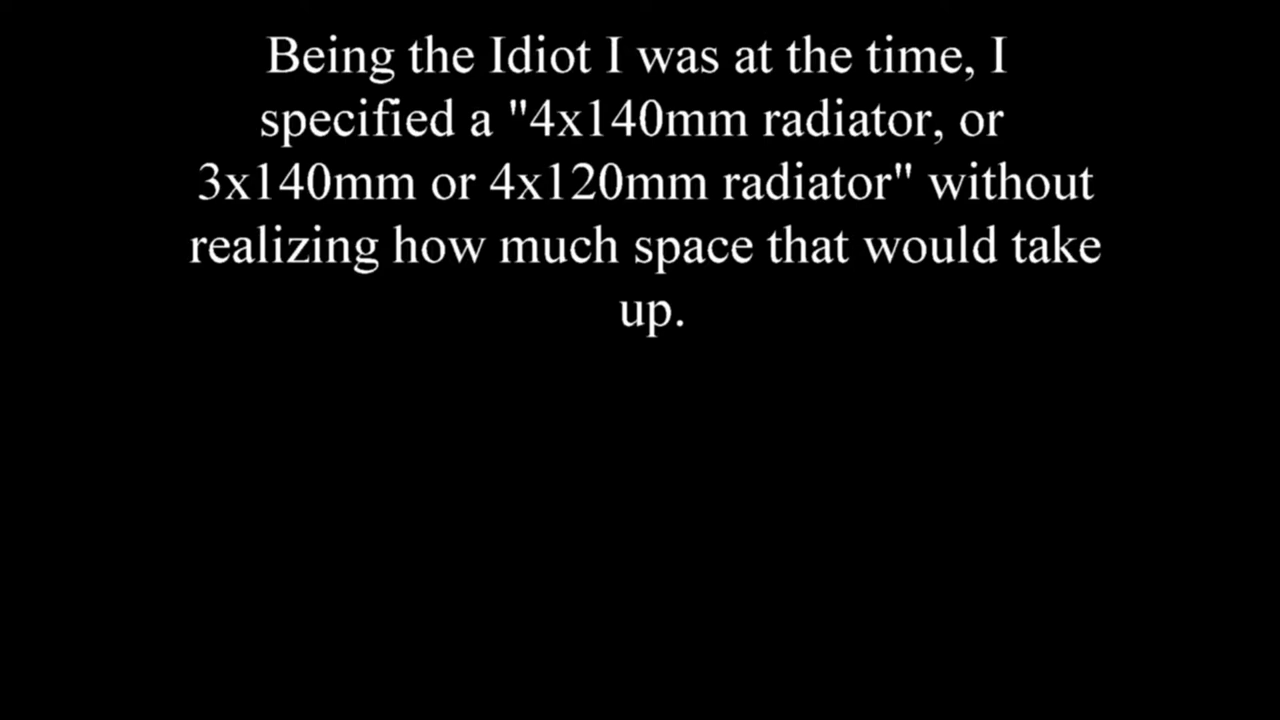 Being the Idiot I was at the time, I
specified a "4x140mm radiator, or
3x140mm or 4x120mm radiator" without
realizing how much space that would take
up.